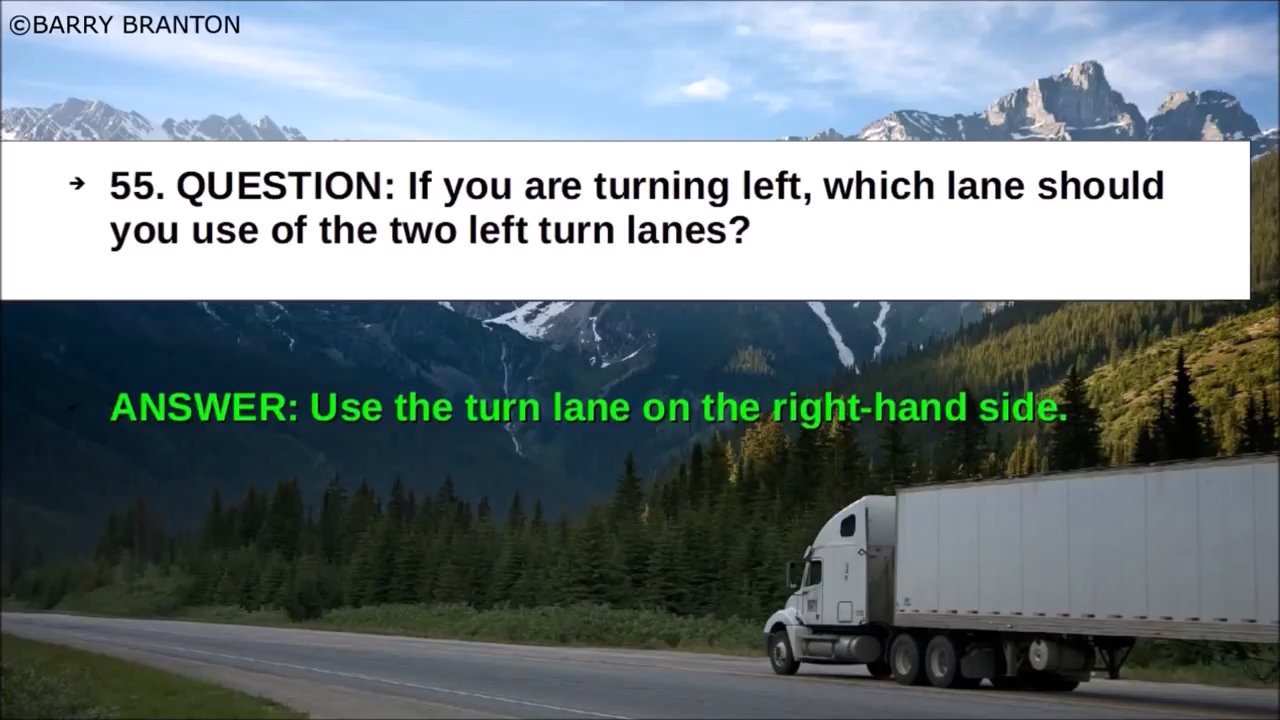 ©BARRY BRANTON
55. QUESTION: If you are turning left, which lane should
you use of the two left turn lanes?
ANSWER: Use the turn lane on the right-hand side.